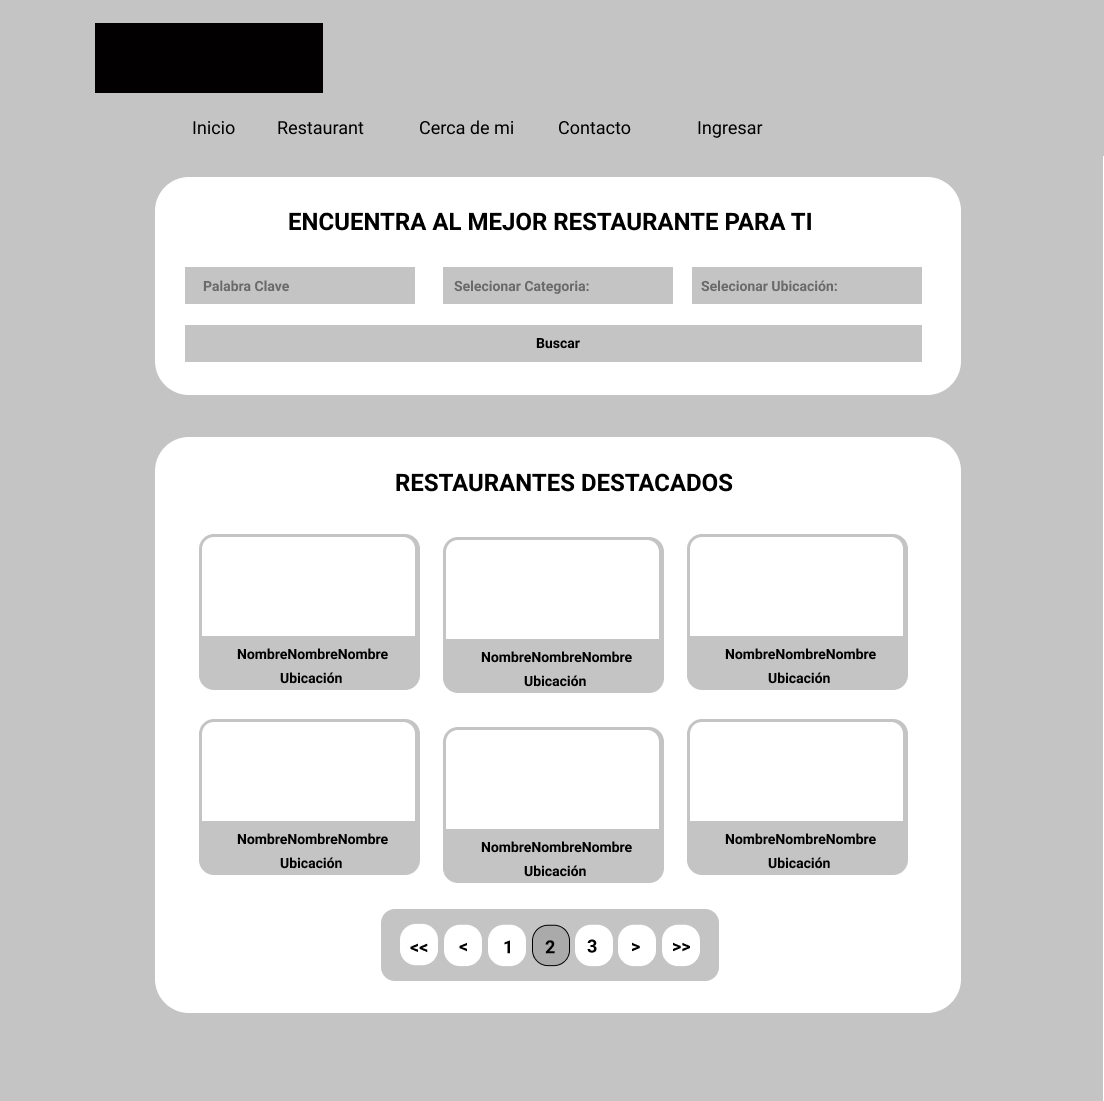 Inicio Restaurant Cerca de mi Contacto Ingresar
ENCUENTRA AL MEJOR RESTAURANTE PARA TI
Palabra Clave Selecionar Categoria: Selecionar Ubicación:
Buscar
RESTAURANTES DESTACADOS
NombreNombreNombre NombreNombreNombre NombreNombreNombre
Ubicación Ubicación Ubicación
NombreNombreNombre NombreNombreNombre NombreNombreNombre
Ubicación Ubicación Ubicación
<< < 1 2 3 > >>